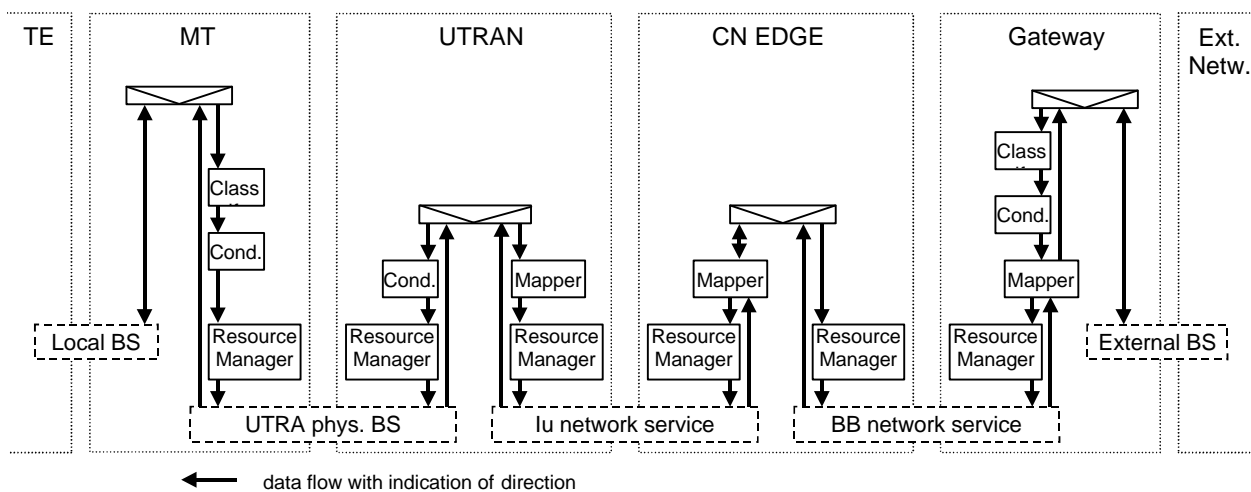 TE
MT
UTRAN
CN EDGE
Gateway
Ext.
Netw.
Class
Cond.
Class
Cond.
Cond.
Mapper
Mapper
Mapper
Local BS
Resource
Manager
Resource
Manager
Resource
Manager
Resource
Manager
Resource
Manager
Resource
Manager
External BS
UTRA phys. BS
Iu network service
BB network service
data flow with indication of direction